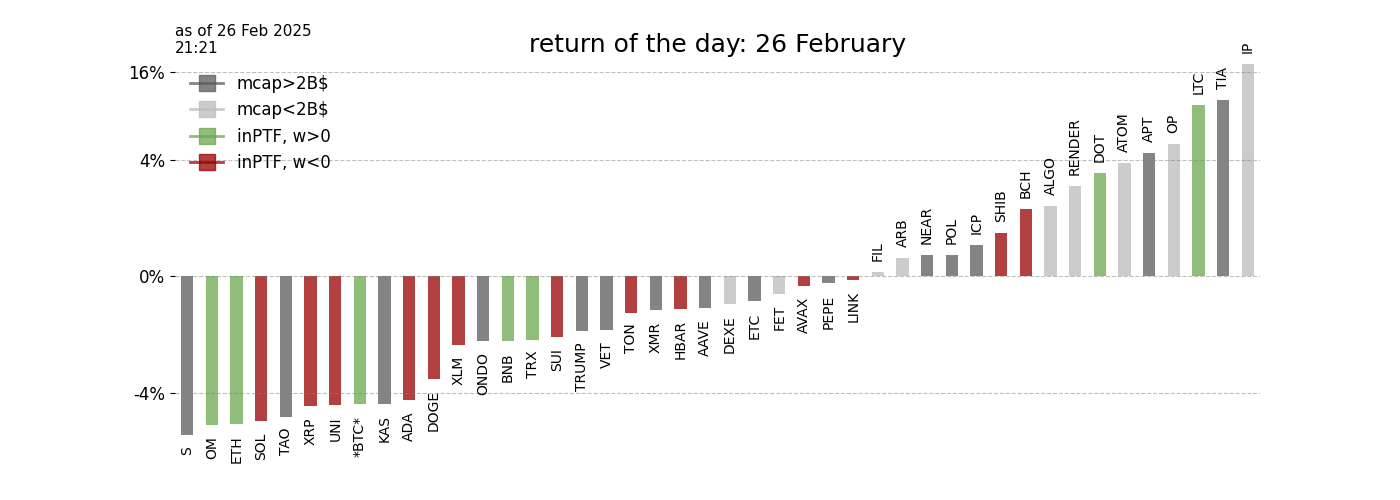 as of 26 Feb 2025
21:21
return of the day: 26 February
16%
4%
0%
-4%
mcap>2B$
mcap<2B$
inPTF, w>0
inPTF, w<0
S
OM
ETH
SOL
TAO
XRP
UNI
*BTC*
KAS
ADA
DOGE
XLM
ONDO
BNB
TRX
SUI
TRUMP
VET
TON
XMR
HBAR
AAVE
DEXE
ETC
FET
AVAX
PEPE
LINK
FIL
ARB
NEAR
POL
ICP
SHIB
BCH
ALGO
RENDER
DOT
ATOM
APT
OP
LTC
TIA
IP